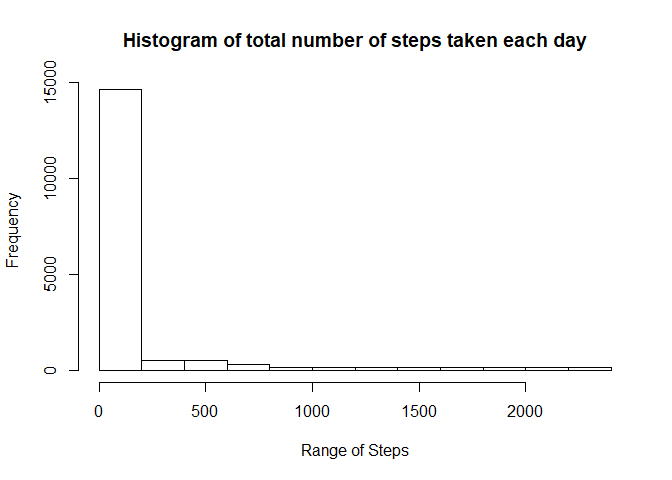 Histogram of total number of steps taken each day
Frequency
15000
10000
5000
0
0 500 1000 1500 2000
Range of Steps